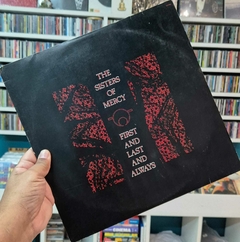 THE
SISTERS
OF
MERCY
FIRST
AND
LAST
AND
ALWAYS